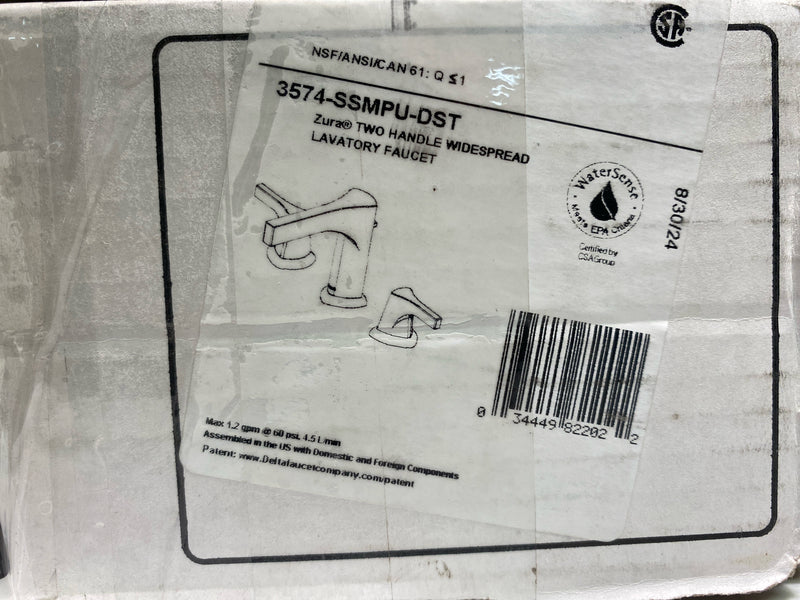 NSF/ANSI/CAN 61: Q ≤1
3574-SSMPU-DST
Zura® TWO HANDLE WIDESPREAD
LAVATORY FAUCET
WaterSense
Meets EPA Criteria
Certified by
CSA Group
8/30/24
0 34449 82202 2
Max 1.2 gpm @ 60 psi, 4.5 L/min
Assembled in the US with Domestic and Foreign Components
Patent: www.Deltafaucetcompany.com/patent